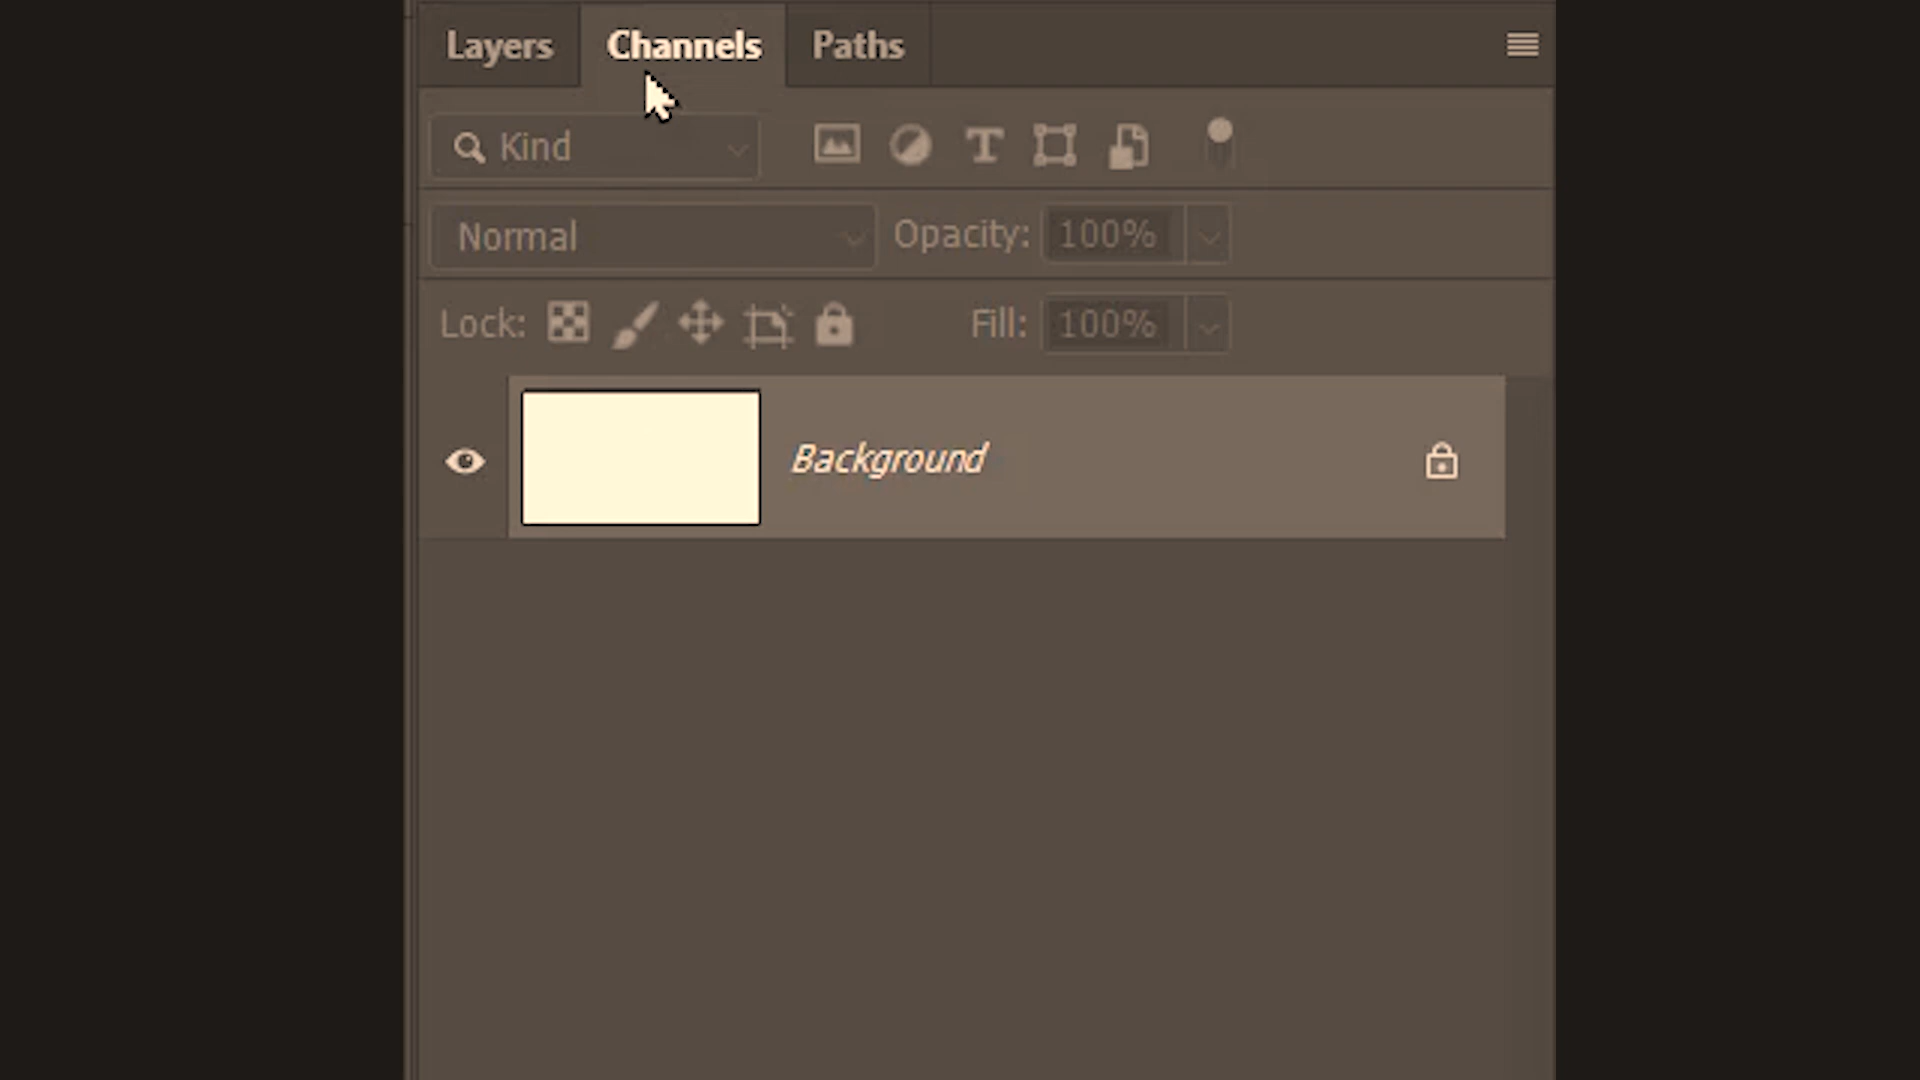 Layers Channels Paths
Kind
Normal Opacity: 100%
Lock: Fill: 100%
Background